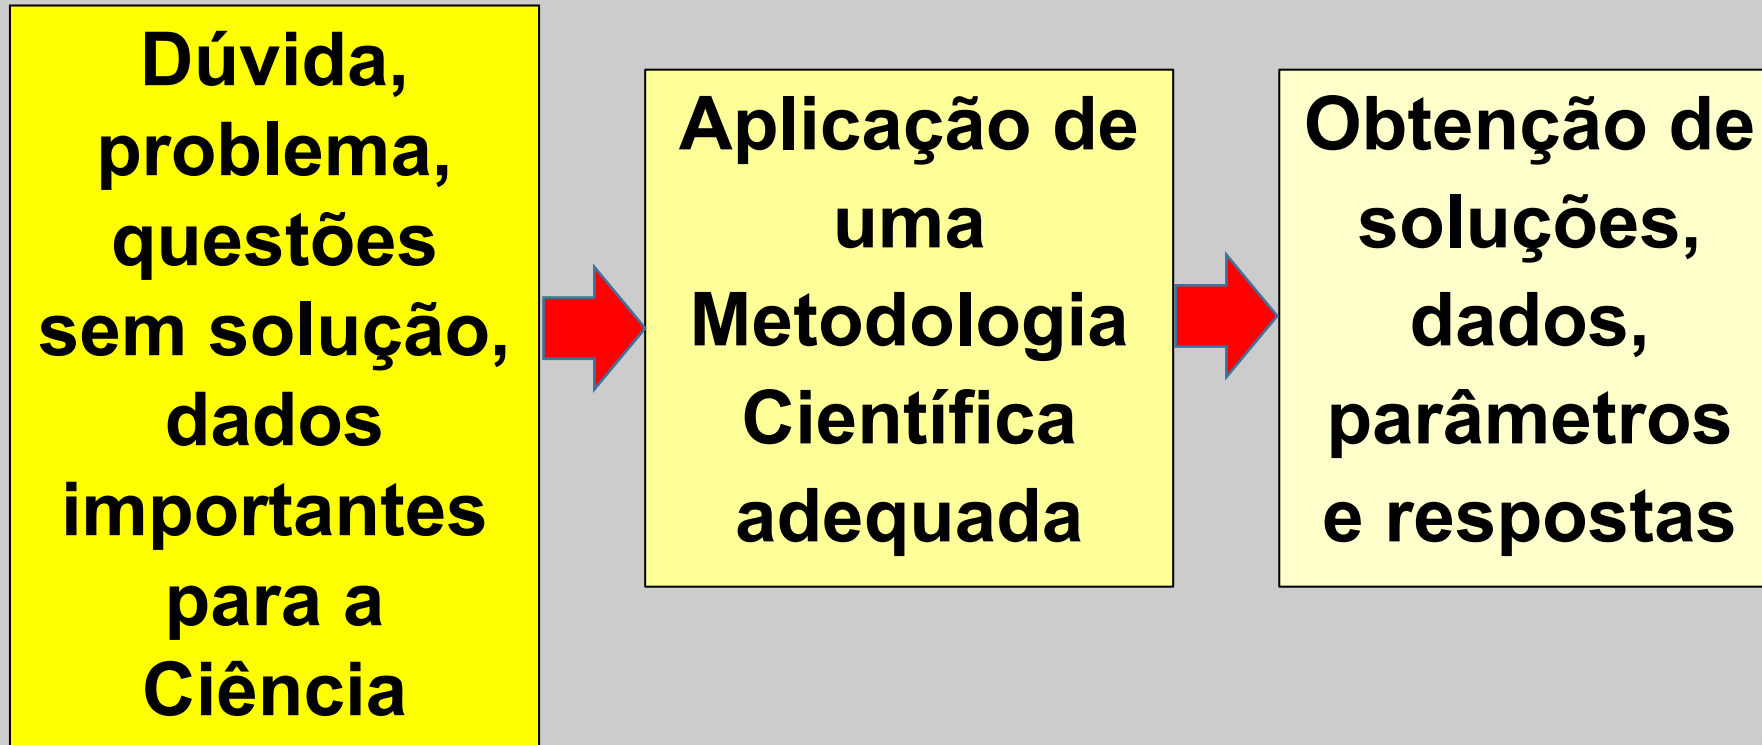 Dúvida,
problema,
questões
sem solução,
dados
importantes
para a
Ciência
Aplicação de
uma
Metodologia
Científica
adequada
Obtenção de
soluções,
dados,
parâmetros
e respostas